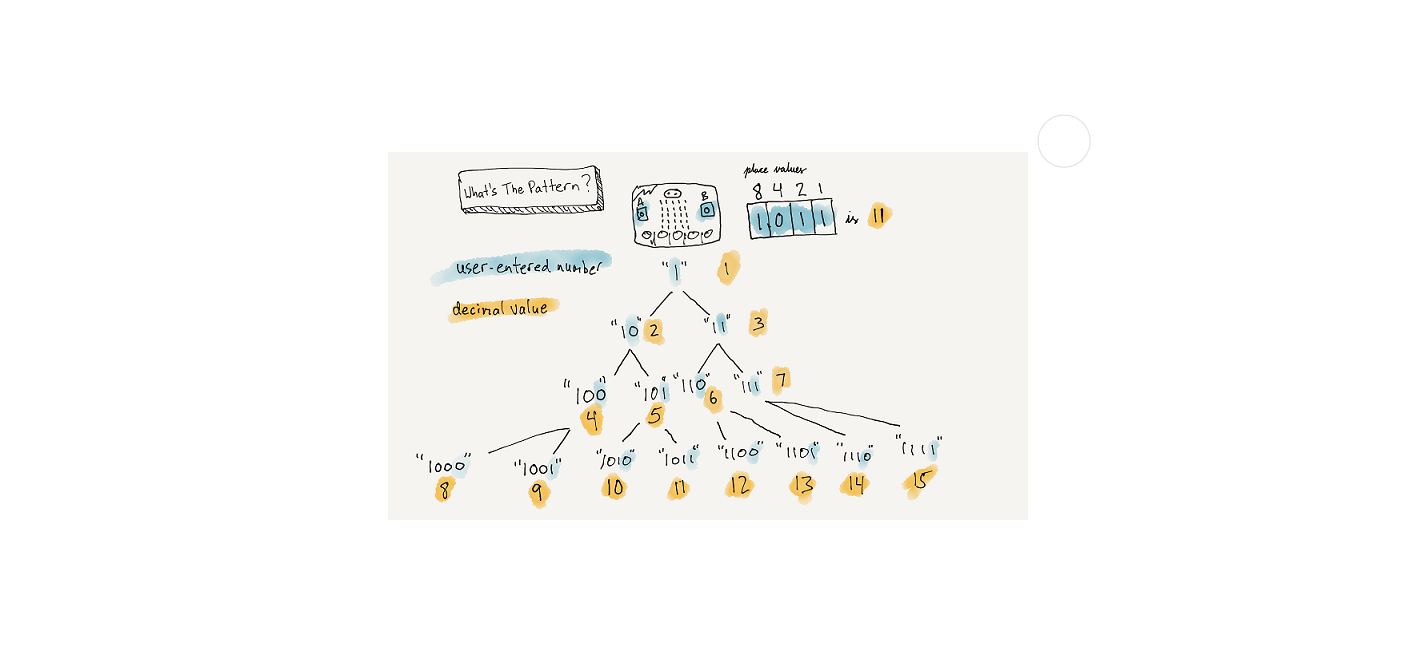 What's The Pattern?
A B
place values
8 4 2 1
1 0 1 1 is 11
user-entered number
"1" 1
decimal value
"10" 2 "11" 3
"100" "101" "110" "111" 7
4 5 6
"1000" "1001" "1010" "1011" "1100" "1101" "1110" "1111"
8 9 10 11 12 13 14 15